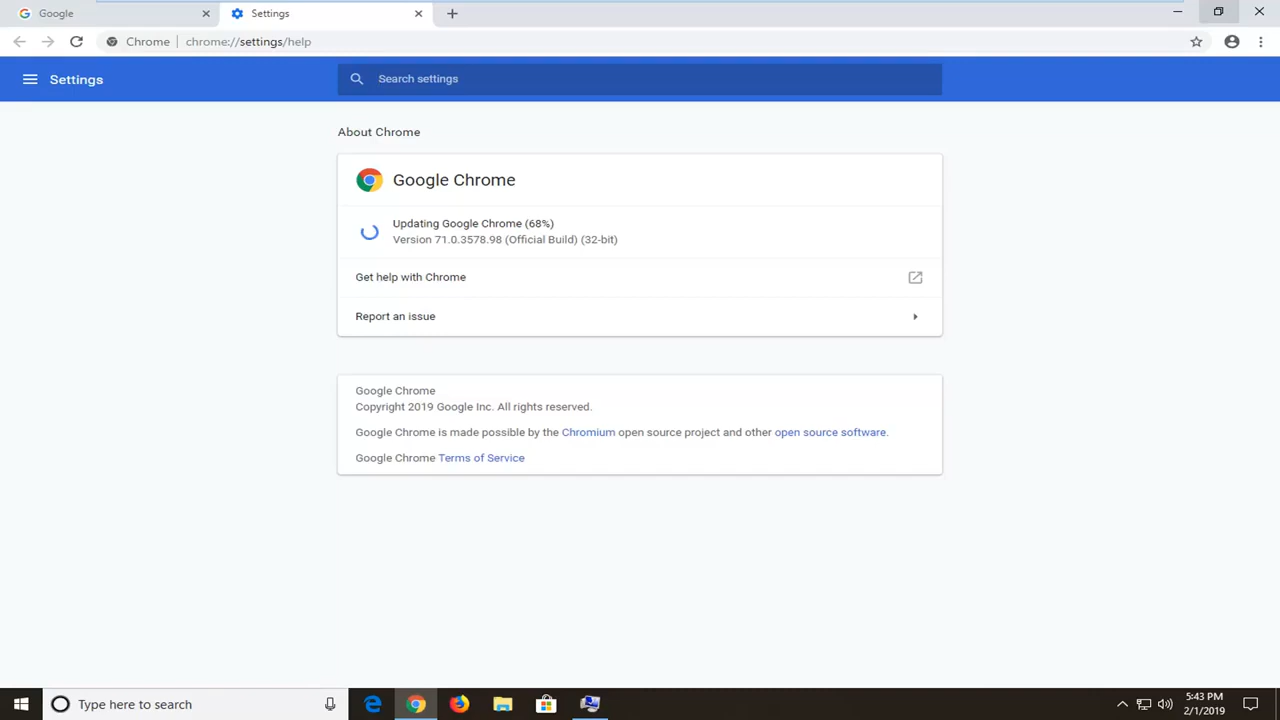 Google
Settings
Chrome
chrome://settings/help
Settings
Search settings
About Chrome
Google Chrome
Updating Google Chrome (68%)
Version 71.0.3578.98 (Official Build) (32-bit)
Get help with Chrome
Report an issue
Google Chrome
Copyright 2019 Google Inc. All rights reserved.
Google Chrome is made possible by the Chromium open source project and other open source software.
Google Chrome Terms of Service
Type here to search
5:43 PM
2/1/2019